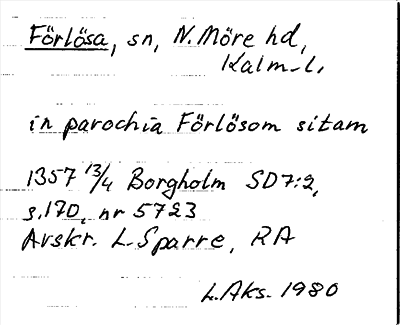 Förlösa, sn, N. Möre hd,
Kalm. l.
in parochia Förlösom sitam
1357 13/4 Borgholm SD 7:2,
s. 170, nr 5723
Avskr. L. Sparre, RA
L. Aks. 1980